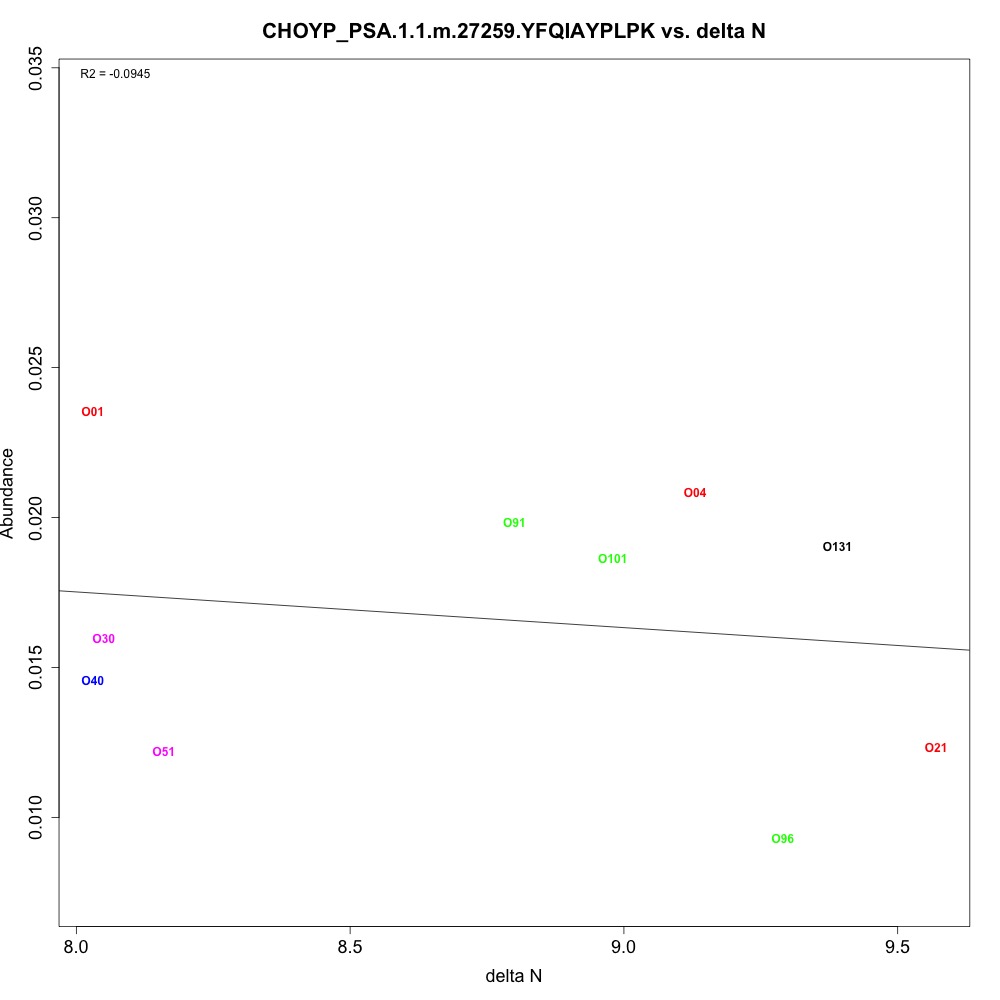 CHOYP_PSA.1.1.m.27259.YFQIAYPLPK vs. delta N
R2 = -0.0945
0.035
0.030
0.025
0.020
0.015
0.010
Abundance
O01
O04
O91
O131
O101
O30
O40
O51
O21
O96
8.0 8.5 9.0 9.5
delta N